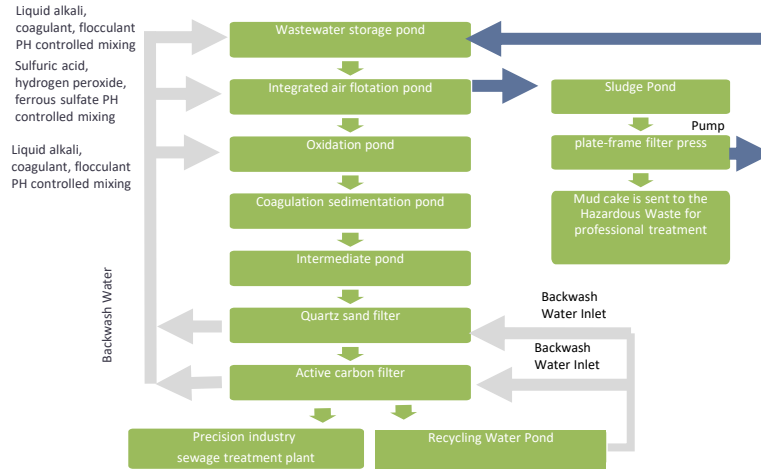 Liquid alkali,
coagulant, flocculant
PH controlled mixing
Sulfuric acid,
hydrogen peroxide,
ferrous sulfate PH
controlled mixing
Liquid alkali,
coagulant, flocculant
PH controlled mixing
Backwash Water
Wastewater storage pond
Integrated air flotation pond
Oxidation pond
Coagulation sedimentation pond
Intermediate pond
Quartz sand filter
Active carbon filter
Precision industry
sewage treatment plant
Recycling Water Pond
Sludge Pond
Pump
plate-frame filter press
Mud cake is sent to the
Hazardous Waste for
professional treatment
Backwash
Water Inlet
Backwash
Water Inlet